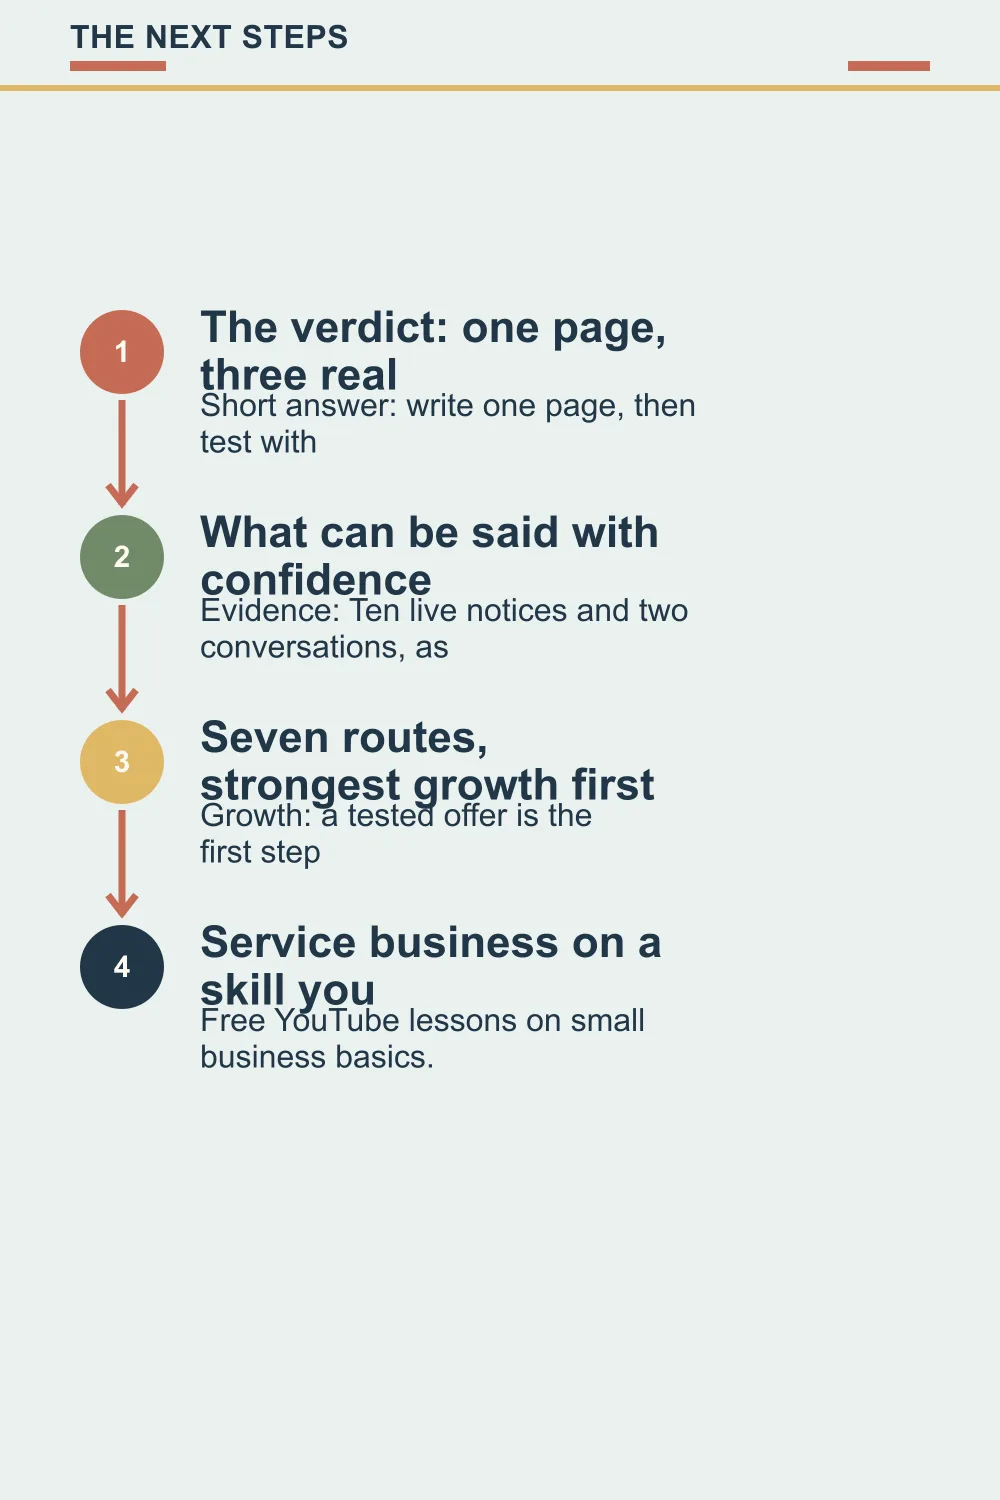 THE NEXT STEPS
1
The verdict: one page,
three real
Short answer: write one page, then
test with
2
What can be said with
confidence
Evidence: Ten live notices and two
conversations, as
3
Seven routes,
strongest growth first
Growth: a tested offer is the
first step
4
Service business on a
skill you
Free YouTube lessons on small
business basics.